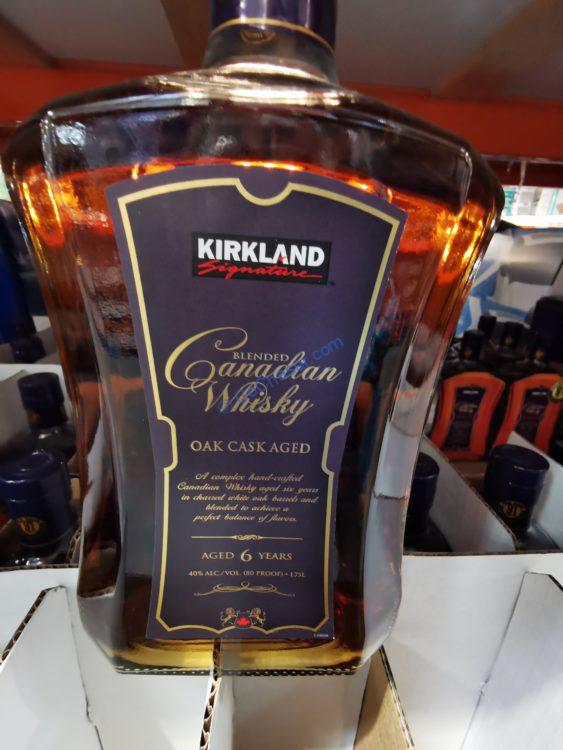 KIRKLAND
Signature
BLENDED
Canadian
Whisky
OAK CASK AGED
A complex hand-crafted
Canadian Whisky aged six years
in charred white oak barrels and
blended to achieve a
perfect balance of flavors.
AGED 6 YEARS
40% ALC/VOL (80 PROOF) • 1.75L